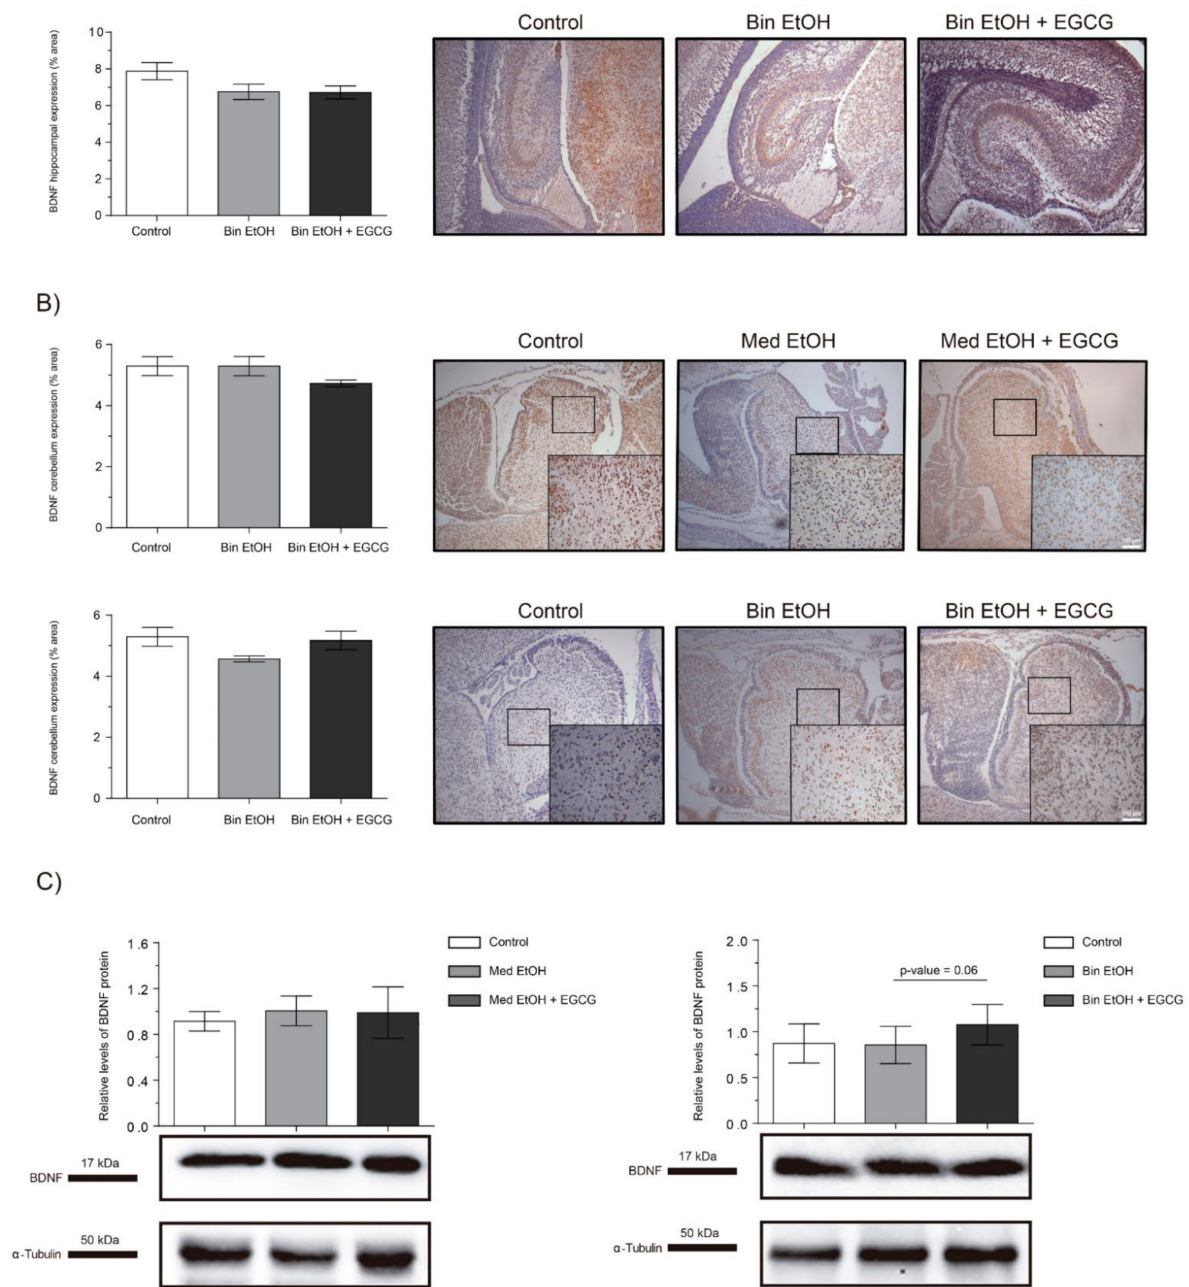 Control
Bin EtOH
Bin EtOH + EGCG
BDNF hippocampal expression (% area)
10
8
6
4
2
0
Control
Bin EtOH
Bin EtOH + EGCG
B)
Control
Med EtOH
Med EtOH + EGCG
BDNF cerebellum expression (% area)
6
4
2
0
Control
Bin EtOH
Bin EtOH + EGCG
100 μm
Control
Bin EtOH
Bin EtOH + EGCG
BDNF cerebellum expression (% area)
6
4
2
0
Control
Bin EtOH
Bin EtOH + EGCG
C)
Relative levels of BDNF protein
1.6
1.2
0.8
0.4
0.0
Control
Med EtOH
Med EtOH + EGCG
17 kDa
BDNF
50 kDa
α-Tubulin
Relative levels of BDNF protein
2.0
1.5
1.0
0.5
0.0
p-value = 0.06
Control
Bin EtOH
Bin EtOH + EGCG
17 kDa
BDNF
50 kDa
α-Tubulin